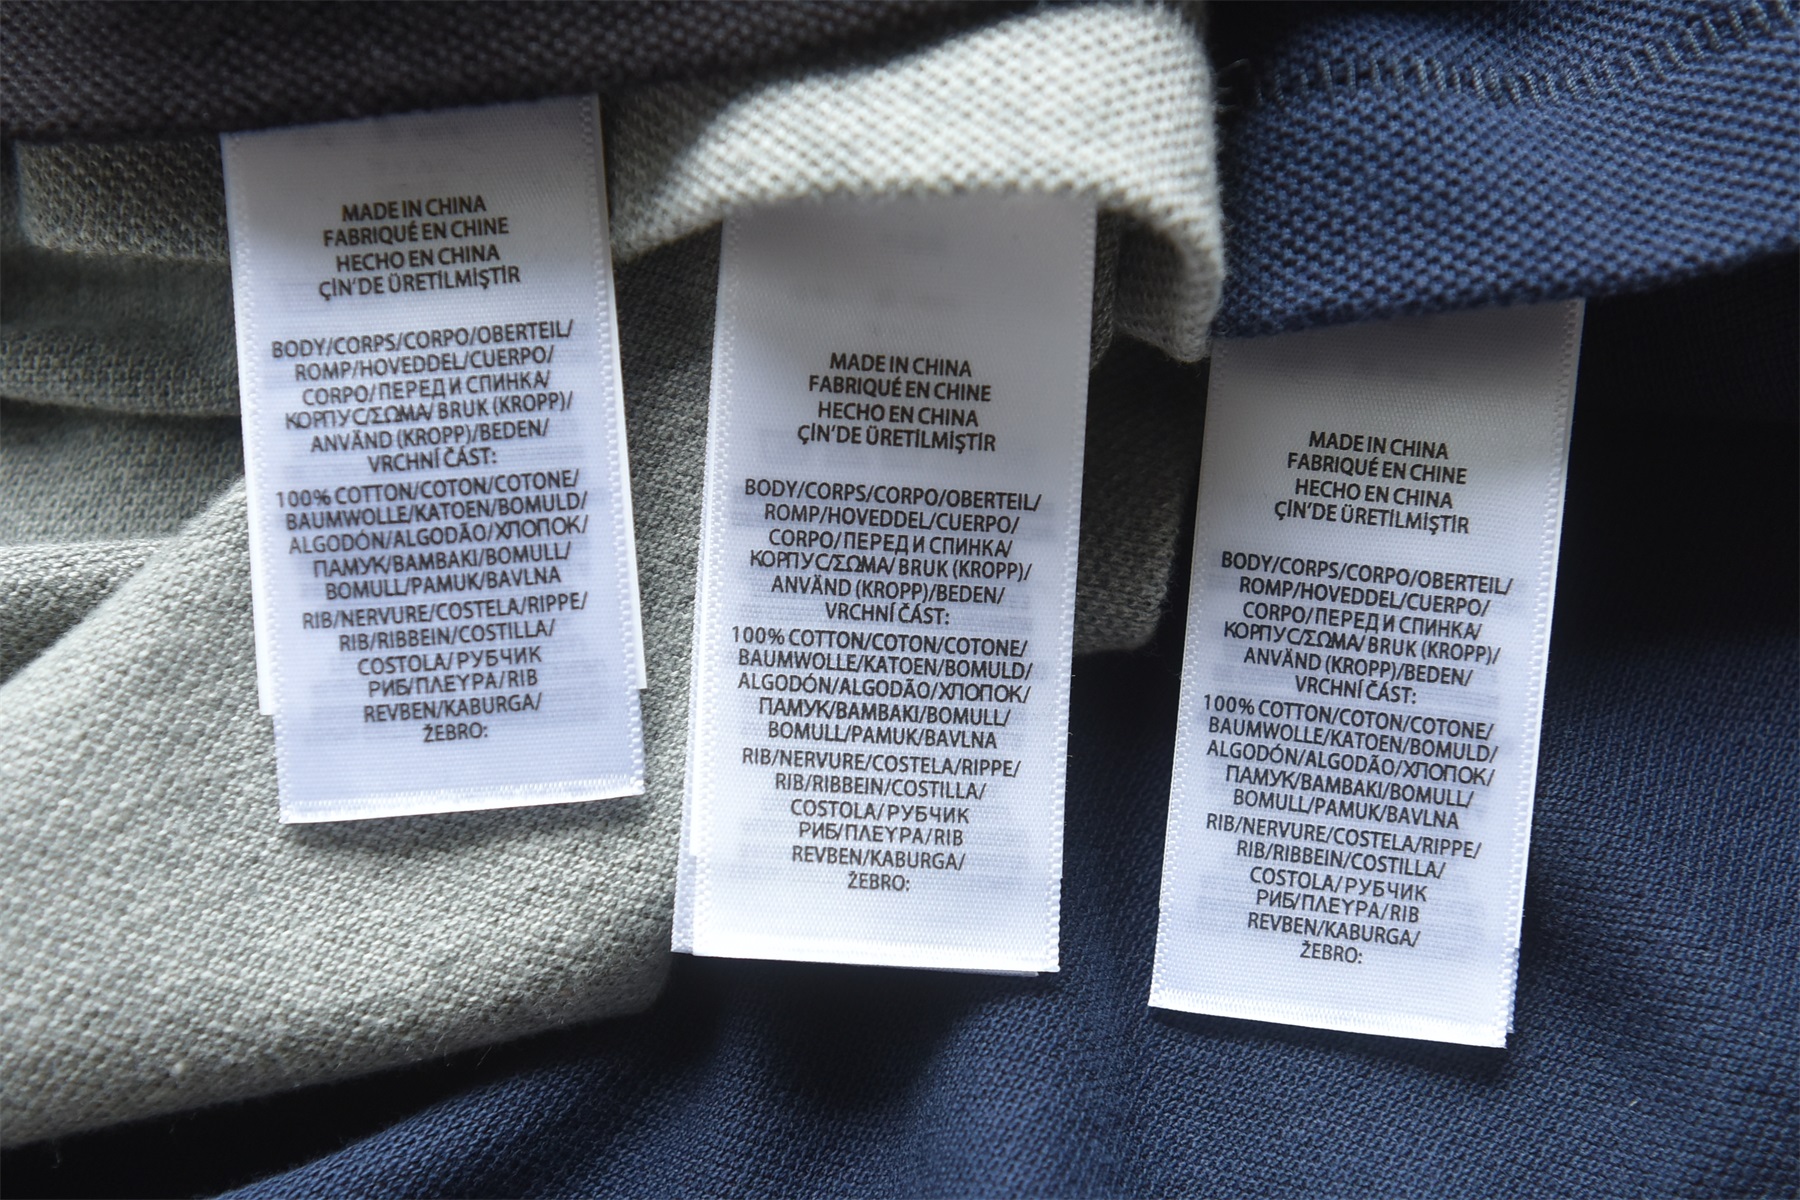 MADE IN CHINA
FABRIQUÉ EN CHINE
HECHO EN CHINA
ÇİN'DE ÜRETİLMİŞTİR
BODY/CORPS/CORPO/OBERTEIL/
ROMP/HOVEDDEL/CUERPO/
CORPO/ПЕРЕД И СПИНКА/
КОРПУС/ΣΩΜΑ/ BRUK (KROPP)/
ANVÄND (KROPP)/BEDEN/
VRCHNÍ ČÁST:
100% COTTON/COTON/COTONE/
BAUMWOLLE/KATOEN/BOMULD/
ALGODÓN/ALGODÃO/ХЛОПОК/
ПАМУК/BAMBAKI/BOMULL/
BOMULL/PAMUK/BAVLNA
RIB/NERVURE/COSTELA/RIPPE/
RIB/RIBBEIN/COSTILLA/
COSTOLA/РУБЧИК
РИБ/ΠΛΕΥΡΑ/RIB
REVBEN/KABURGA/
ŽEBRO:
MADE IN CHINA
FABRIQUÉ EN CHINE
HECHO EN CHINA
ÇİN'DE ÜRETİLMİŞTİR
BODY/CORPS/CORPO/OBERTEIL/
ROMP/HOVEDDEL/CUERPO/
CORPO/ПЕРЕД И СПИНКА/
КОРПУС/ΣΩΜΑ/ BRUK (KROPP)/
ANVÄND (KROPP)/BEDEN/
VRCHNÍ ČÁST:
100% COTTON/COTON/COTONE/
BAUMWOLLE/KATOEN/BOMULD/
ALGODÓN/ALGODÃO/ХЛОПОК/
ПАМУК/BAMBAKI/BOMULL/
BOMULL/PAMUK/BAVLNA
RIB/NERVURE/COSTELA/RIPPE/
RIB/RIBBEIN/COSTILLA/
COSTOLA/РУБЧИК
РИБ/ΠΛΕΥΡΑ/RIB
REVBEN/KABURGA/
ŽEBRO:
MADE IN CHINA
FABRIQUÉ EN CHINE
HECHO EN CHINA
ÇİN'DE ÜRETİLMİŞTİR
BODY/CORPS/CORPO/OBERTEIL/
ROMP/HOVEDDEL/CUERPO/
CORPO/ПЕРЕД И СПИНКА/
КОРПУС/ΣΩΜΑ/ BRUK (KROPP)/
ANVÄND (KROPP)/BEDEN/
VRCHNÍ ČÁST:
100% COTTON/COTON/COTONE/
BAUMWOLLE/KATOEN/BOMULD/
ALGODÓN/ALGODÃO/ХЛОПОК/
ПАМУК/BAMBAKI/BOMULL/
BOMULL/PAMUK/BAVLNA
RIB/NERVURE/COSTELA/RIPPE/
RIB/RIBBEIN/COSTILLA/
COSTOLA/РУБЧИК
РИБ/ΠΛΕΥΡΑ/RIB
REVBEN/KABURGA/
ŽEBRO: